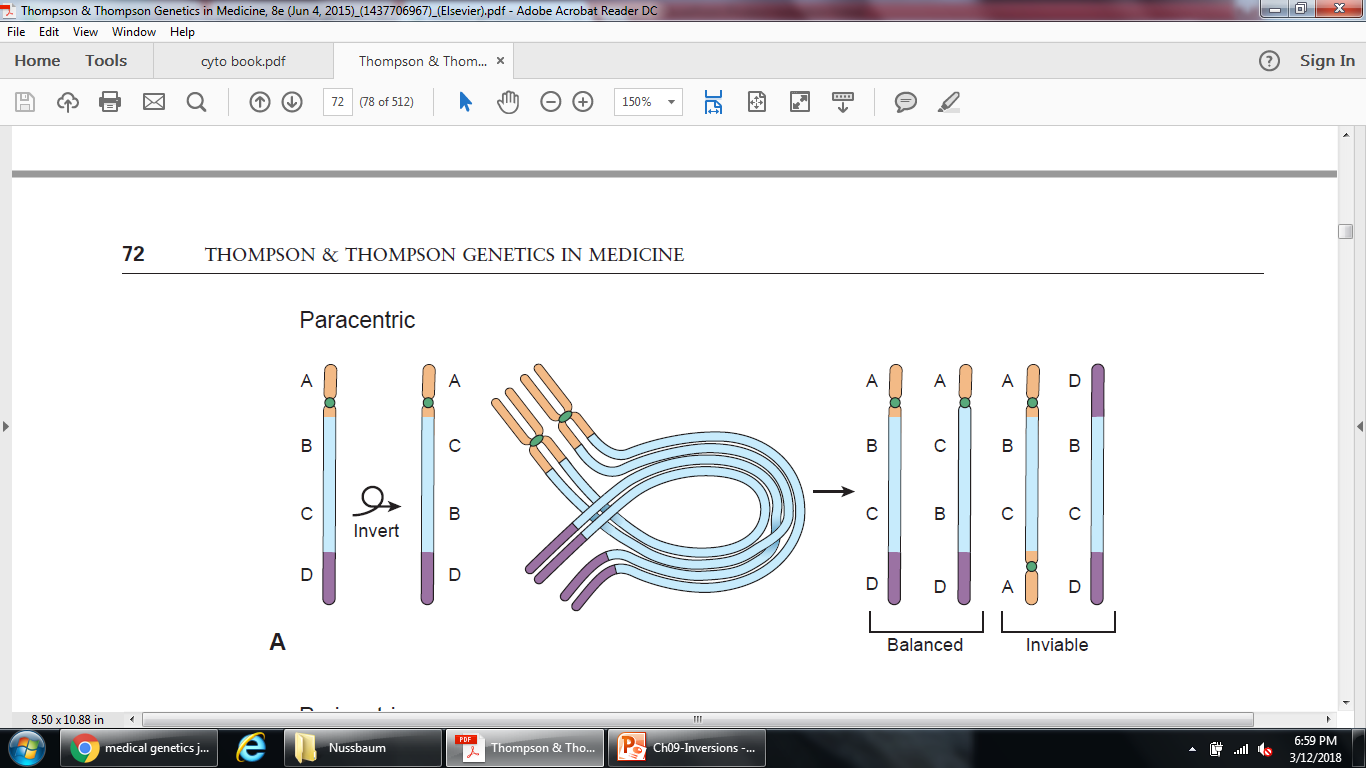 Thompson & Thompson Genetics in Medicine, 8e (Jun 4, 2015)_(1437706967)_(Elsevier).pdf - Adobe Acrobat Reader DC
File Edit View Window Help
Home Tools cyto book.pdf Thompson & Thom... × ? Sign In
72 (78 of 512) 150%
72 THOMPSON & THOMPSON GENETICS IN MEDICINE
Paracentric
A A A A A D
B C B C B B
C B C B C C
Invert
D D D D A D
A Balanced Inviable
8.50 x 10.88 in
medical genetics j... Nussbaum Thompson & Tho... Ch09-Inversions -...
6:59 PM
3/12/2018